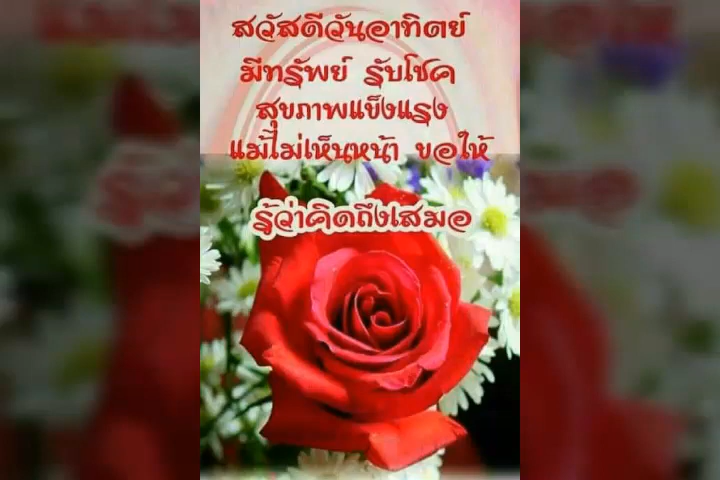 สวัสดีวันอาทิตย์
มีทรัพย์ รับโชค
สุขภาพแข็งแรง
แม้ไม่เห็นหน้า ขอให้
รู้ว่าคิดถึงเสมอ